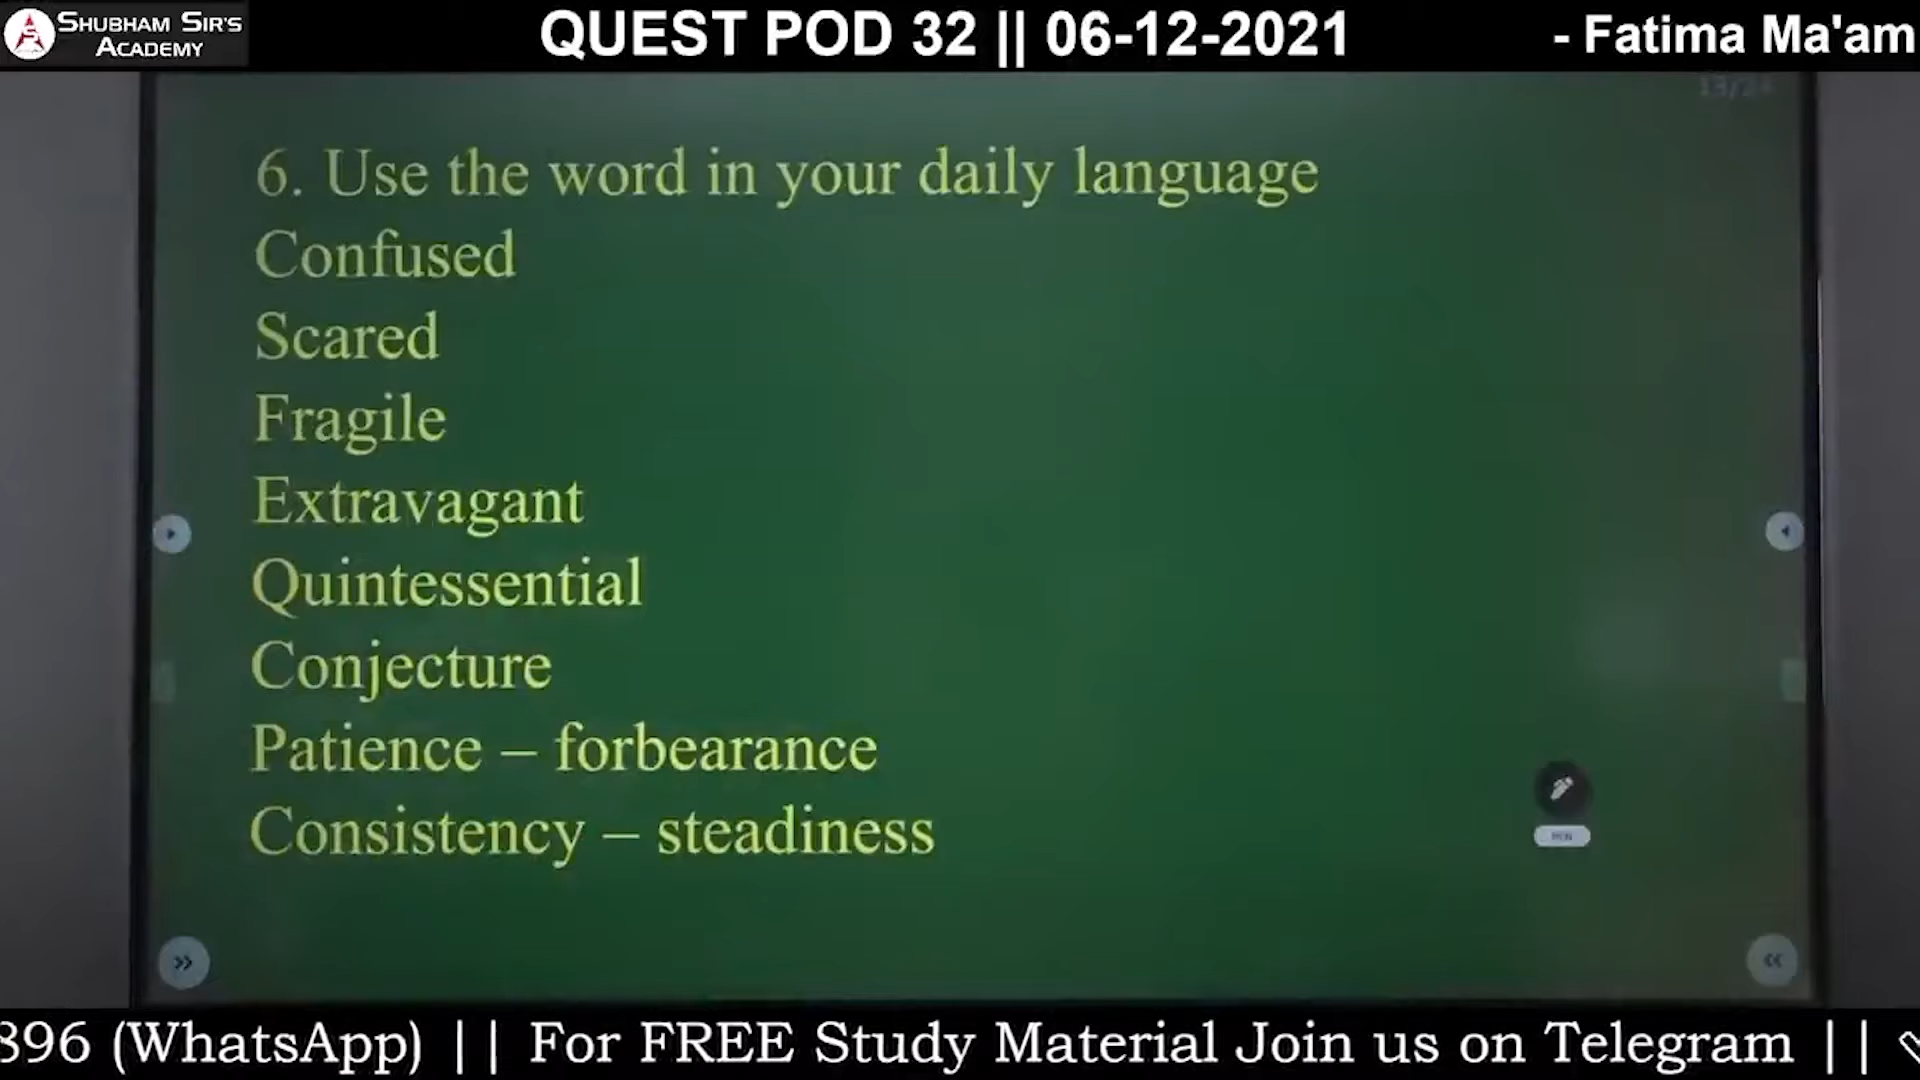 SHUBHAM SIR'S
ACADEMY
QUEST POD 32 || 06-12-2021
- Fatima Ma'am
6. Use the word in your daily language
Confused
Scared
Fragile
Extravagant
Quintessential
Conjecture
Patience – forbearance
Consistency – steadiness
896 (WhatsApp) || For FREE Study Material Join us on Telegram ||